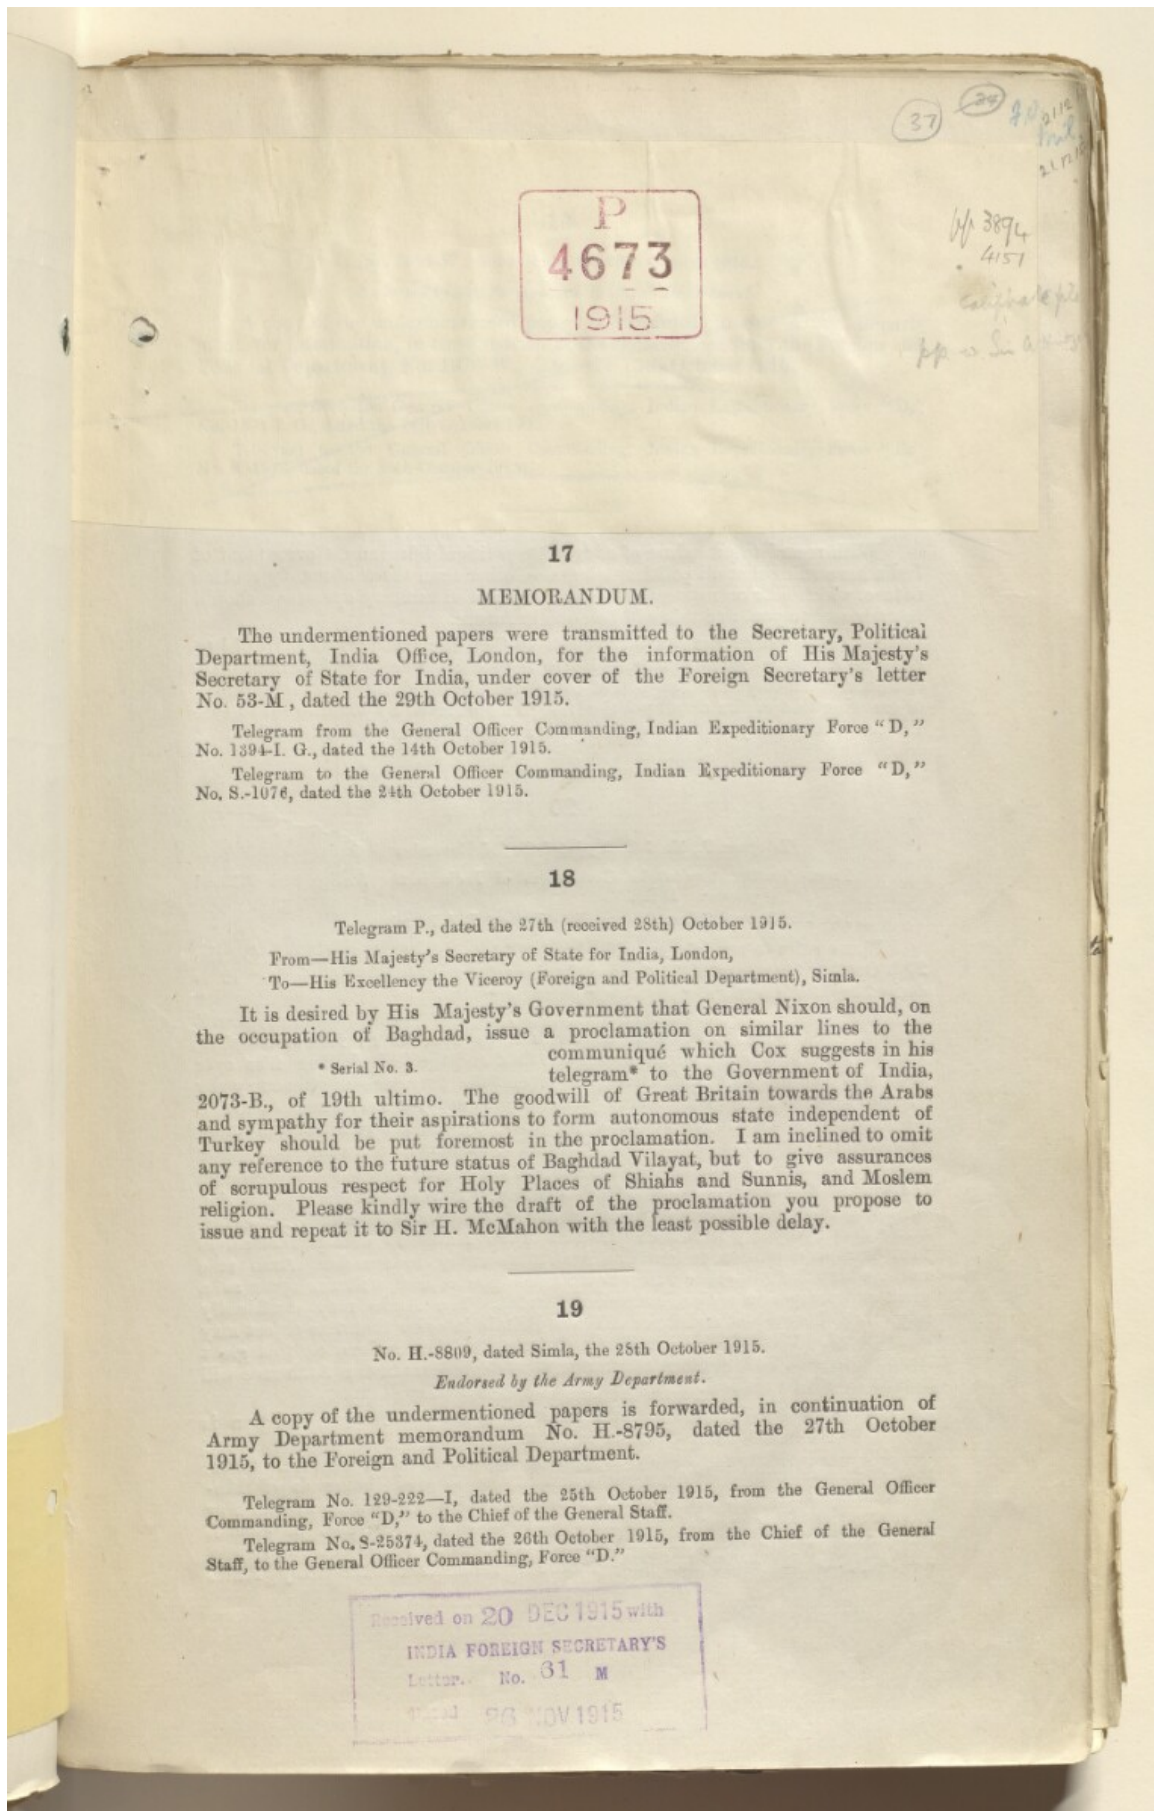 37
24
21.12
P
4673
1915
pp 3894
4151
17
MEMORANDUM.
The undermentioned papers were transmitted to the Secretary, Political
Department, India Office, London, for the information of His Majesty's
Secretary of State for India, under cover of the Foreign Secretary's letter
No. 53-M , dated the 29th October 1915.
Telegram from the General Officer Commanding, Indian Expeditionary Force "D,"
No. 1394-I. G., dated the 14th October 1915.
Telegram to the General Officer Commanding, Indian Expeditionary Force "D,"
No. S.-1076, dated the 24th October 1915.
18
Telegram P., dated the 27th (received 28th) October 1915.
From—His Majesty's Secretary of State for India, London,
To—His Excellency the Viceroy (Foreign and Political Department), Simla.
It is desired by His Majesty's Government that General Nixon should, on
the occupation of Baghdad, issue a proclamation on similar lines to the
communiqué which Cox suggests in his
* Serial No. 3.
telegram* to the Government of India,
2073-B., of 19th ultimo. The goodwill of Great Britain towards the Arabs
and sympathy for their aspirations to form autonomous state independent of
Turkey should be put foremost in the proclamation. I am inclined to omit
any reference to the future status of Baghdad Vilayat, but to give assurances
of scrupulous respect for Holy Places of Shiahs and Sunnis, and Moslem
religion. Please kindly wire the draft of the proclamation you propose to
issue and repeat it to Sir H. McMahon with the least possible delay.
19
No. H.-8809, dated Simla, the 28th October 1915.
Endorsed by the Army Department.
A copy of the undermentioned papers is forwarded, in continuation of
Army Department memorandum No. H.-8795, dated the 27th October
1915, to the Foreign and Political Department.
Telegram No. 129-222—I, dated the 25th October 1915, from the General Officer
Commanding, Force "D," to the Chief of the General Staff.
Telegram No. S-25374, dated the 26th October 1915, from the Chief of the General
Staff, to the General Officer Commanding, Force "D."
Received on 20 DEC 1915 with
INDIA FOREIGN SECRETARY'S
Letter. No. 61 M
Dated 26 NOV 1915